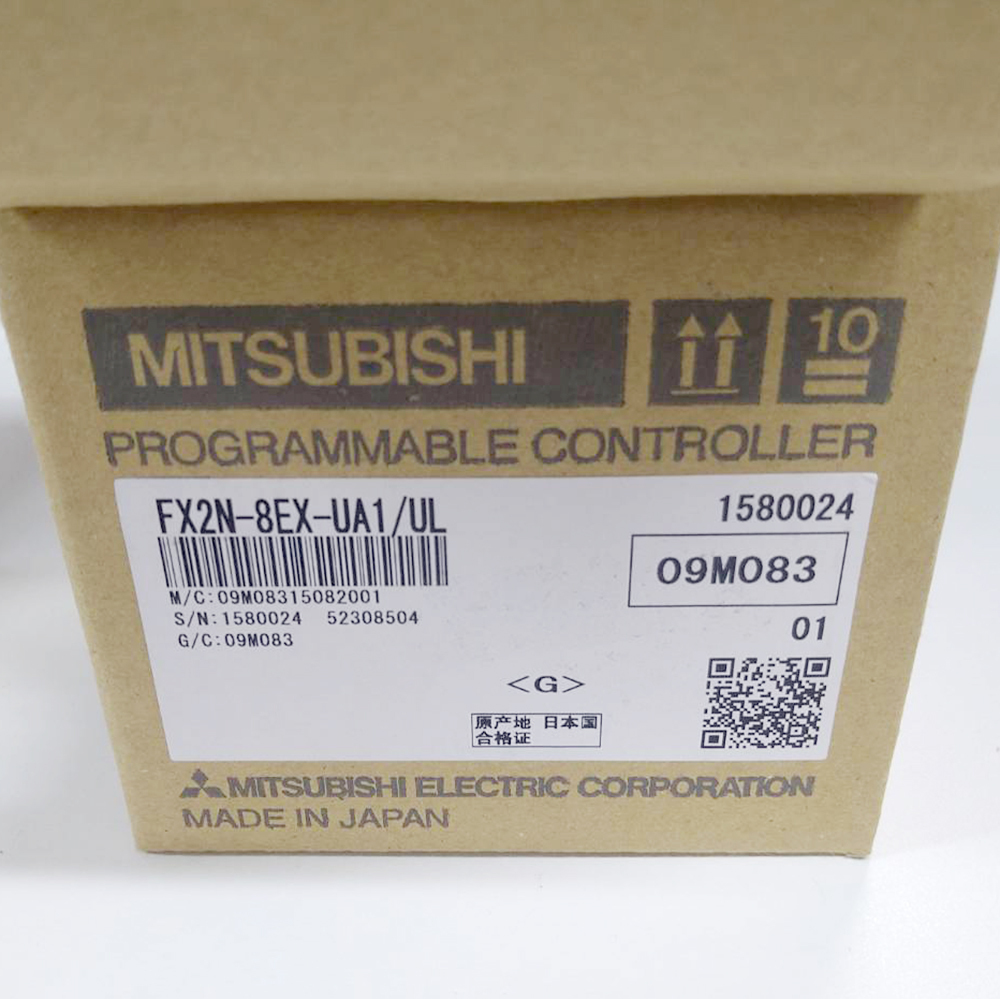 MITSUBISHI
10
PROGRAMMABLE CONTROLLER
FX2N-8EX-UA1/UL
1580024
09M083
M/C:09M08315082001
S/N:1580024 52308504
G/C:09M083
01
<G>
原产地 日本国
合格证
MITSUBISHI ELECTRIC CORPORATION
MADE IN JAPAN